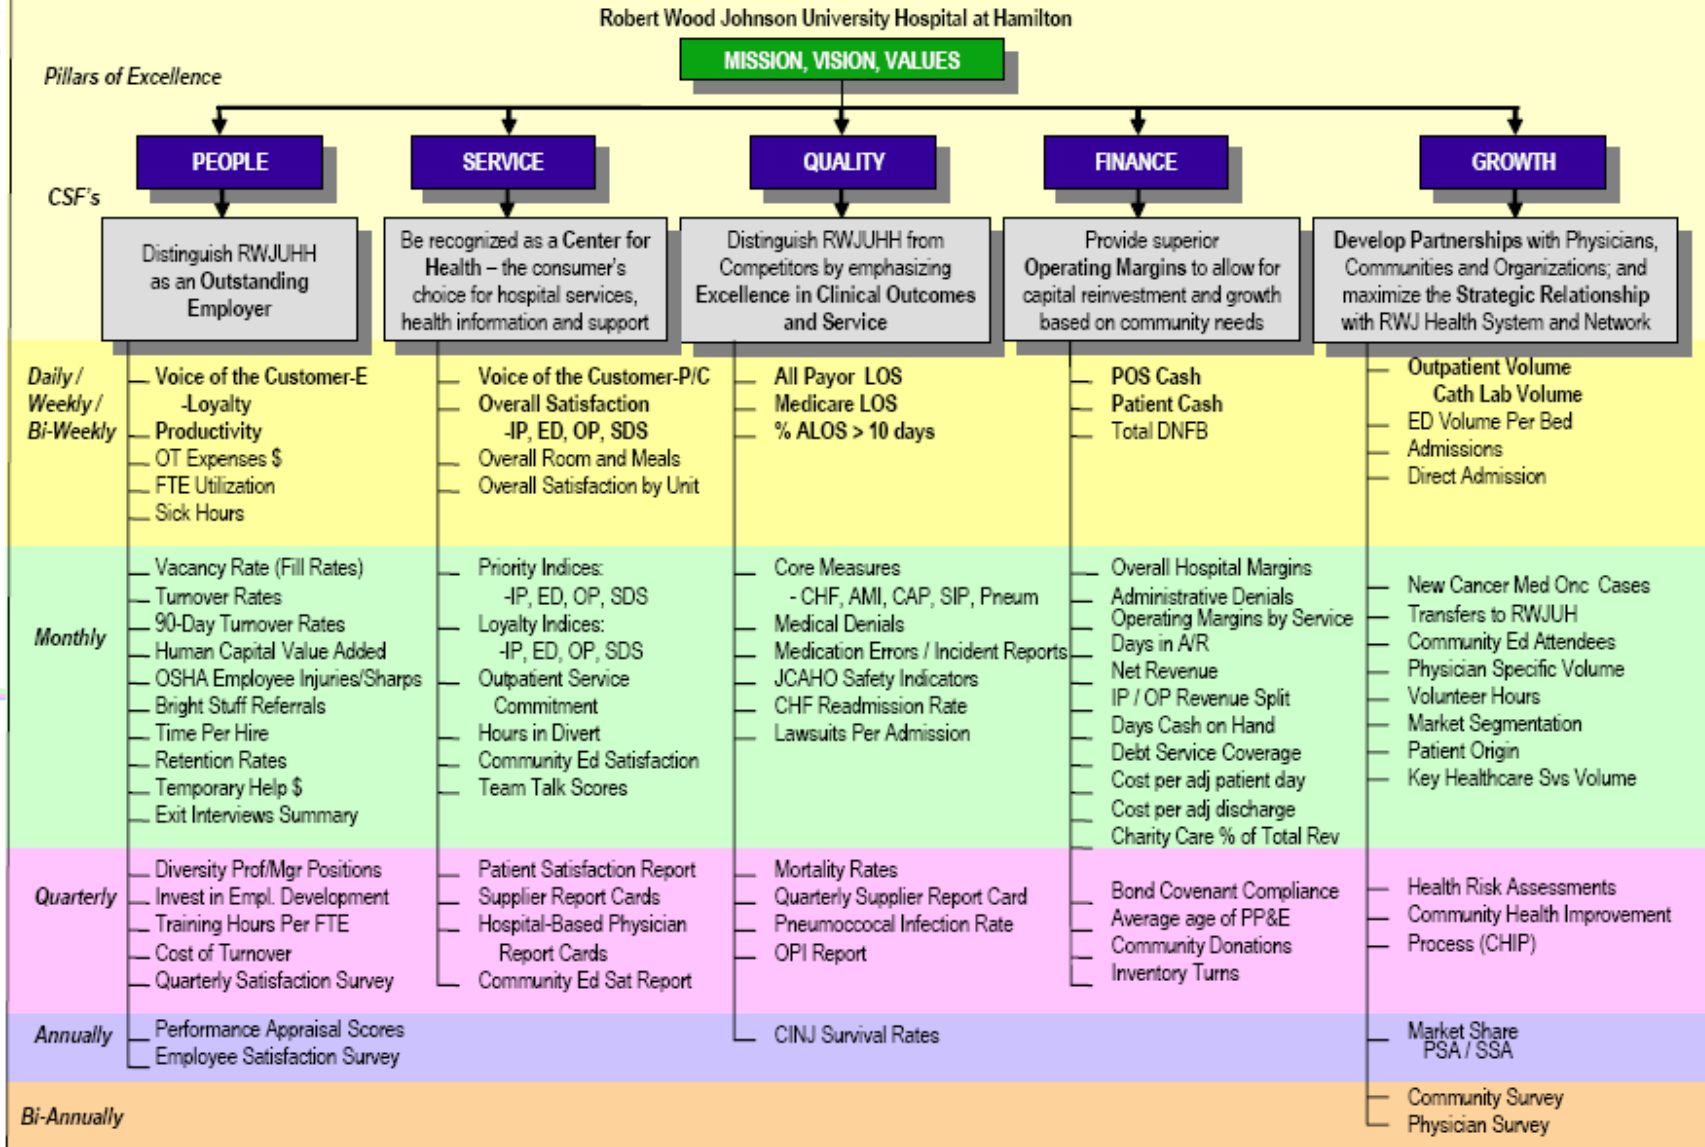 Robert Wood Johnson University Hospital at Hamilton
MISSION, VISION, VALUES
Pillars of Excellence
PEOPLE
SERVICE
QUALITY
FINANCE
GROWTH
CSF's
Distinguish RWJUHH
as an Outstanding
Employer
Be recognized as a Center for
Health – the consumer's
choice for hospital services,
health information and support
Distinguish RWJUHH from
Competitors by emphasizing
Excellence in Clinical Outcomes
and Service
Provide superior
Operating Margins to allow for
capital reinvestment and growth
based on community needs
Develop Partnerships with Physicians,
Communities and Organizations; and
maximize the Strategic Relationship
with RWJ Health System and Network
Daily /
Weekly /
Bi-Weekly
Voice of the Customer-E
-Loyalty
Productivity
OT Expenses $
FTE Utilization
Sick Hours
Voice of the Customer-P/C
Overall Satisfaction
-IP, ED, OP, SDS
Overall Room and Meals
Overall Satisfaction by Unit
All Payor LOS
Medicare LOS
% ALOS > 10 days
POS Cash
Patient Cash
Total DNFB
Outpatient Volume
Cath Lab Volume
ED Volume Per Bed
Admissions
Direct Admission
Monthly
Vacancy Rate (Fill Rates)
Turnover Rates
90-Day Turnover Rates
Human Capital Value Added
OSHA Employee Injuries/Sharps
Bright Stuff Referrals
Time Per Hire
Retention Rates
Temporary Help $
Exit Interviews Summary
Priority Indices:
-IP, ED, OP, SDS
Loyalty Indices:
-IP, ED, OP, SDS
Outpatient Service
Commitment
Hours in Divert
Community Ed Satisfaction
Team Talk Scores
Core Measures
- CHF, AMI, CAP, SIP, Pneum
Medical Denials
Medication Errors / Incident Reports
JCAHO Safety Indicators
CHF Readmission Rate
Lawsuits Per Admission
Overall Hospital Margins
Administrative Denials
Operating Margins by Service
Days in A/R
Net Revenue
IP / OP Revenue Split
Days Cash on Hand
Debt Service Coverage
Cost per adj patient day
Cost per adj discharge
Charity Care % of Total Rev
New Cancer Med Onc Cases
Transfers to RWJUH
Community Ed Attendees
Physician Specific Volume
Volunteer Hours
Market Segmentation
Patient Origin
Key Healthcare Svs Volume
Quarterly
Diversity Prof/Mgr Positions
Invest in Empl. Development
Training Hours Per FTE
Cost of Turnover
Quarterly Satisfaction Survey
Patient Satisfaction Report
Supplier Report Cards
Hospital-Based Physician
Report Cards
Community Ed Sat Report
Mortality Rates
Quarterly Supplier Report Card
Pneumoccocal Infection Rate
OPI Report
Bond Covenant Compliance
Average age of PP&E
Community Donations
Inventory Turns
Health Risk Assessments
Community Health Improvement
Process (CHIP)
Annually
Performance Appraisal Scores
Employee Satisfaction Survey
CINJ Survival Rates
Market Share
PSA / SSA
Bi-Annually
Community Survey
Physician Survey